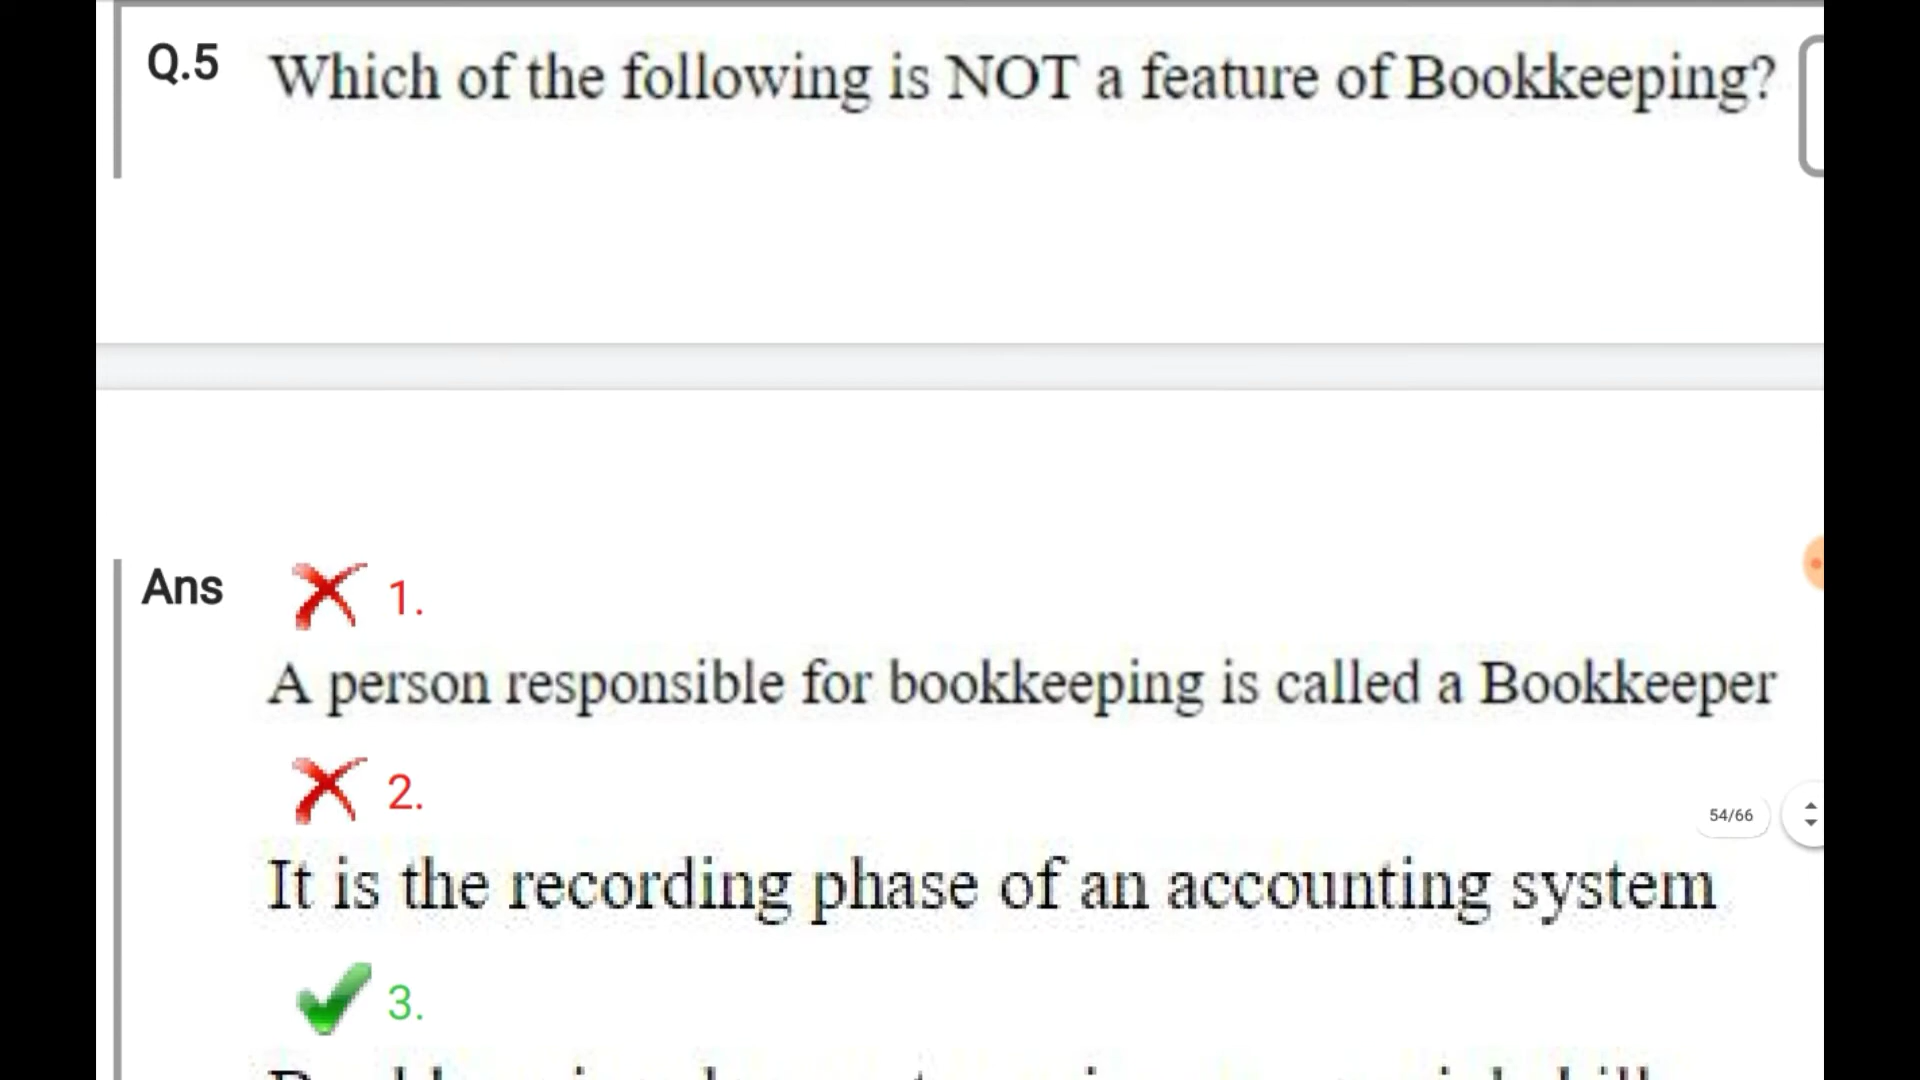 Q.5 Which of the following is NOT a feature of Bookkeeping?
Ans 1.
A person responsible for bookkeeping is called a Bookkeeper
2.
54/66
It is the recording phase of an accounting system
3.